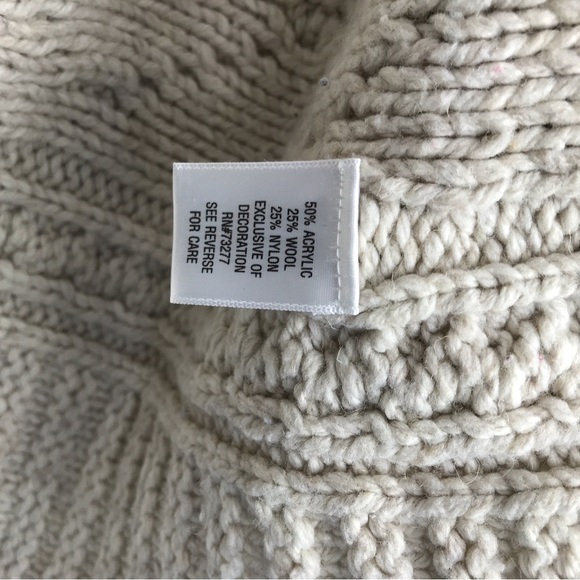 50% ACRYLIC
25% WOOL
25% NYLON
EXCLUSIVE OF
DECORATION
RN#73277
SEE REVERSE
FOR CARE